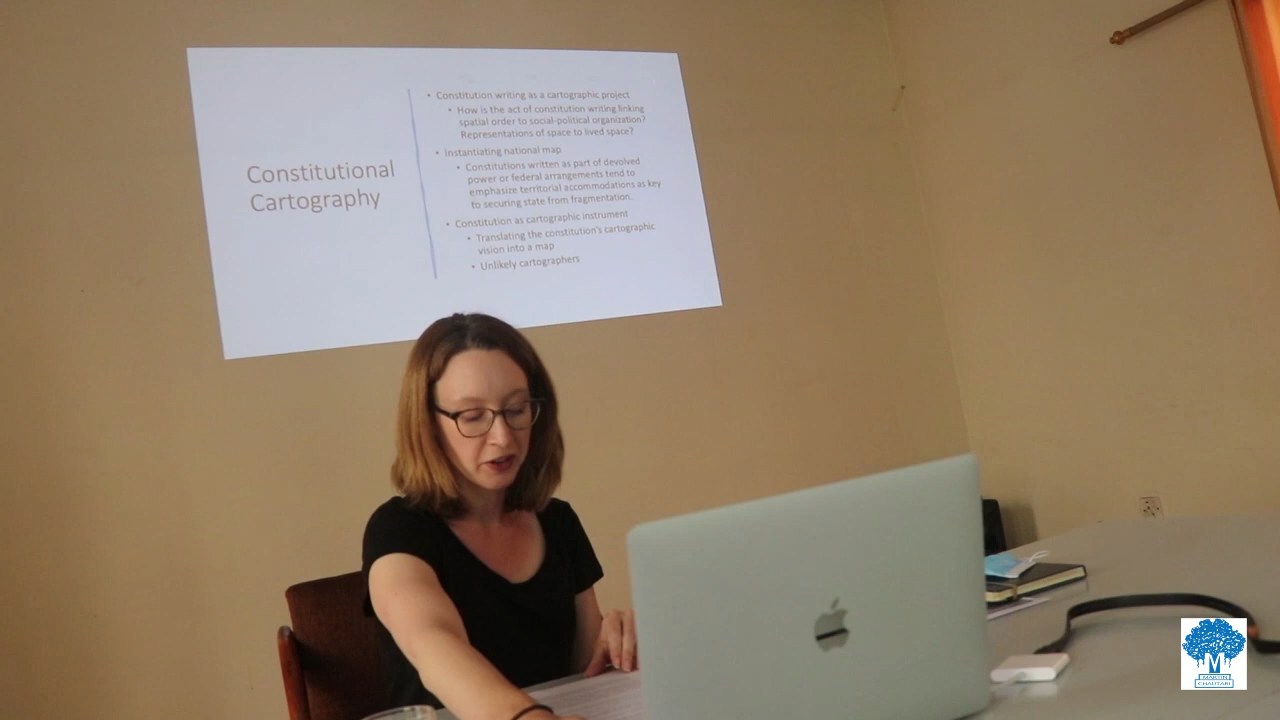 Constitutional
Cartography
• Constitution writing as a cartographic project
• How is the act of constitution writing linking
spatial order to social-political organization?
Representations of space to lived space?
• Instantiating national map
• Constitutions written as part of devolved
power or federal arrangements tend to
emphasize territorial accommodations as key
to securing state from fragmentation.
• Constitution as cartographic instrument
• Translating the constitution's cartographic
vision into a map
• Unlikely cartographers
M
MARTIN
CHAUTARI